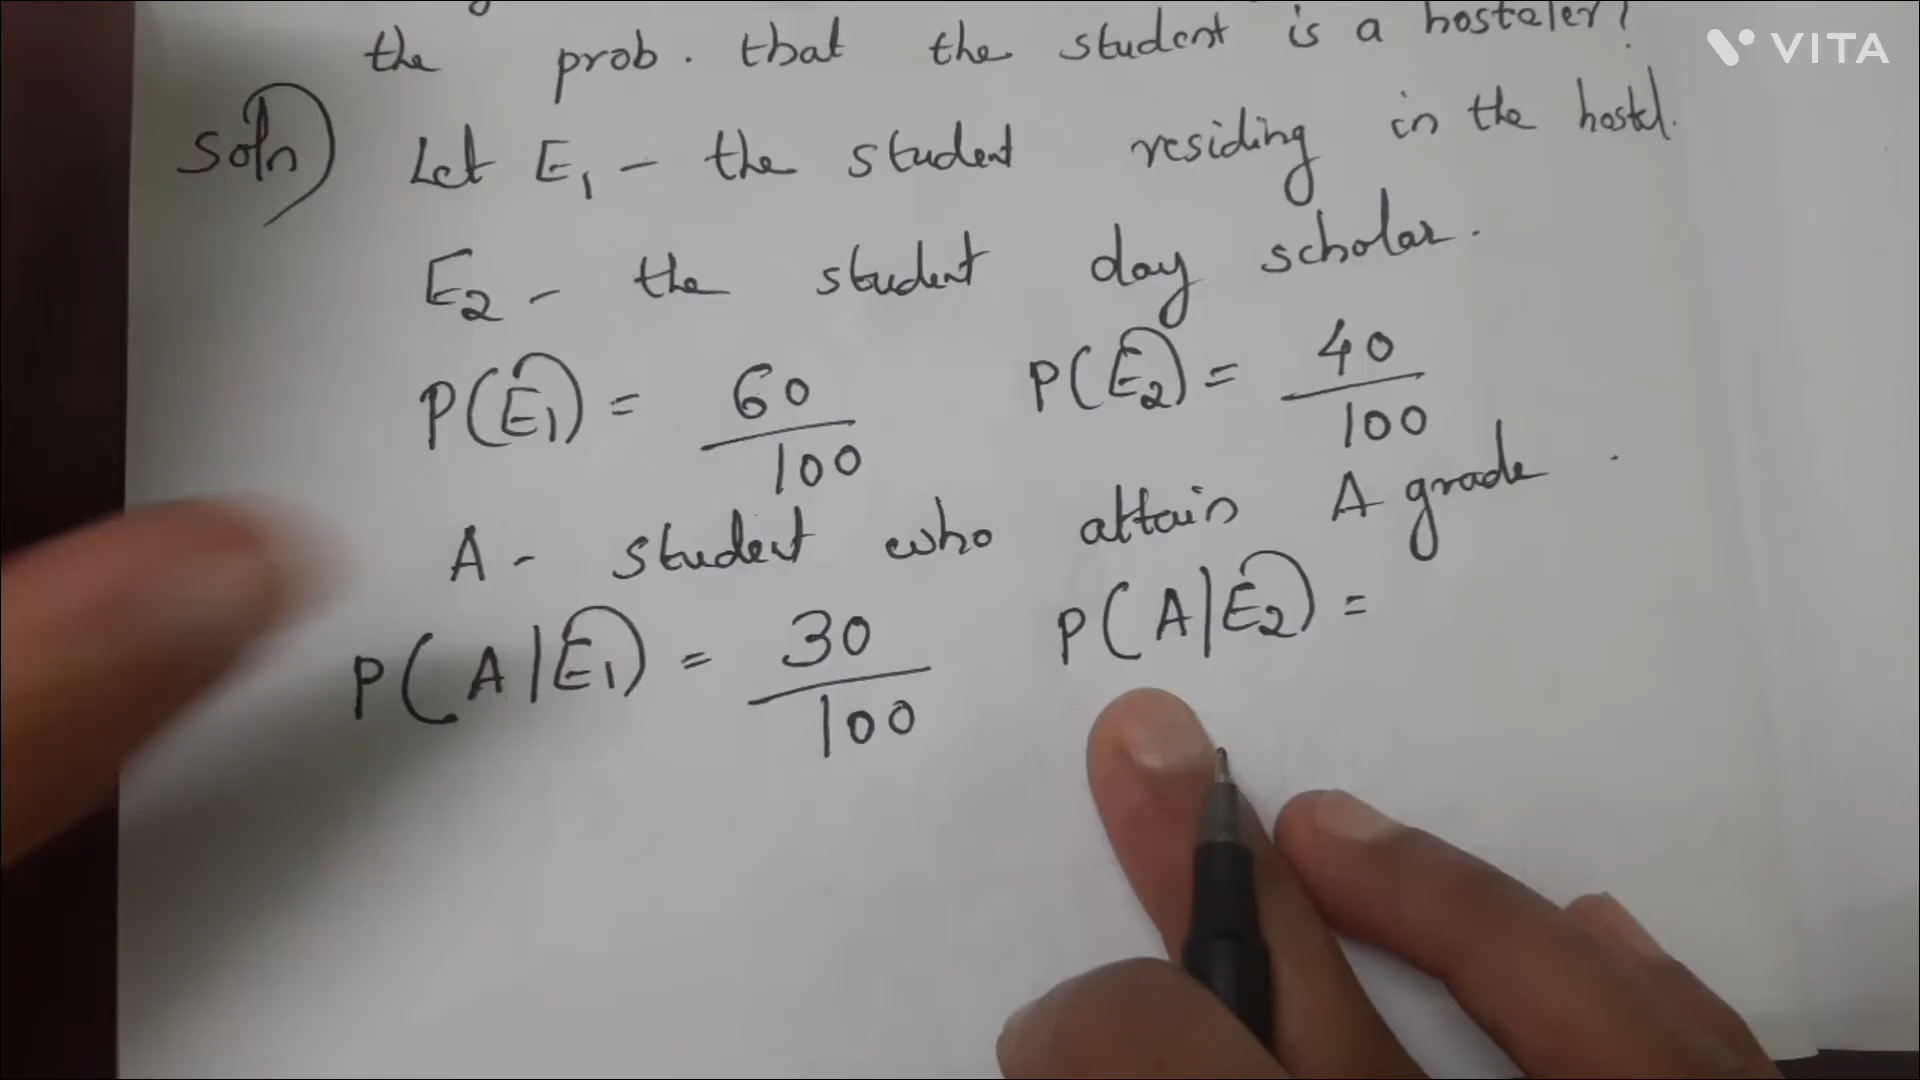 the prob. that the student is a hosteler?
VITA
Soln) Let E1 - the student residing in the hostel.
E2 - the student day scholar.
P(E1) = 60/100 P(E2) = 40/100
A - student who attain A grade.
P(A|E1) = 30/100 P(A|E2) =